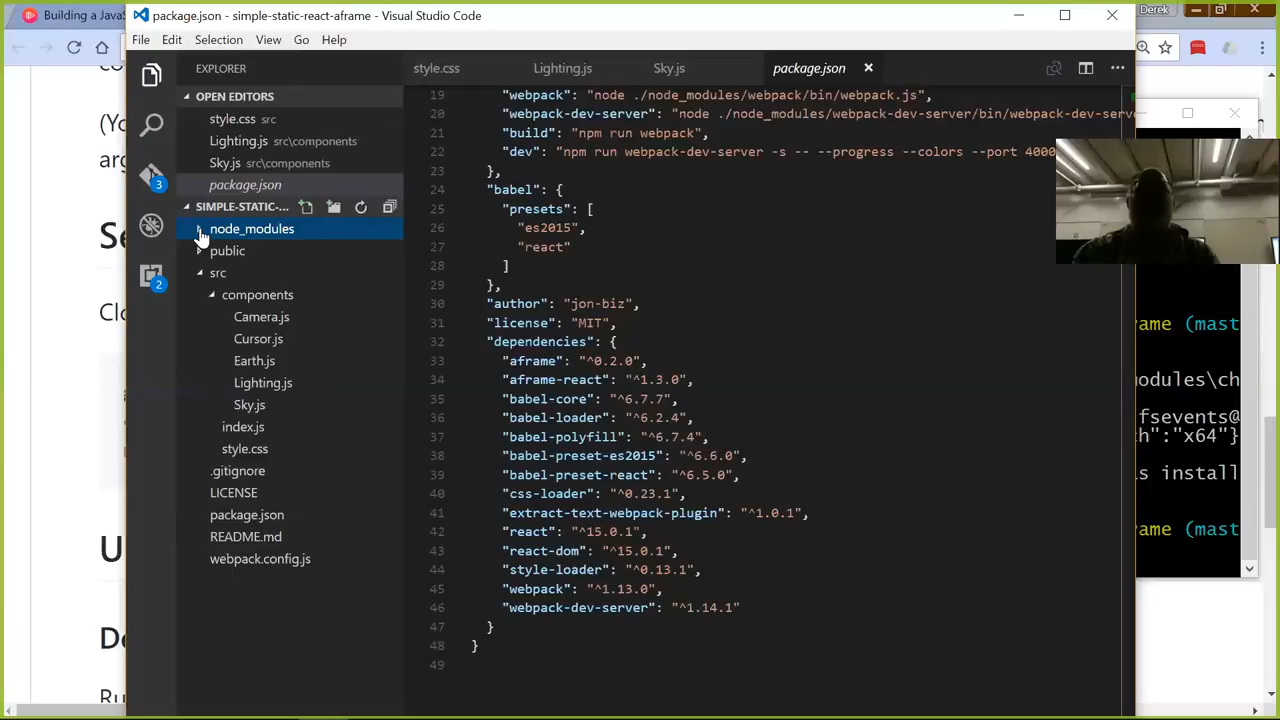 Building a JavaS
Derek
package.json - simple-static-react-aframe - Visual Studio Code
File Edit Selection View Go Help
EXPLORER
OPEN EDITORS
style.css src
Lighting.js src\components
Sky.js src\components
package.json
SIMPLE-STATIC-...
node_modules
public
src
components
Camera.js
Cursor.js
Earth.js
Lighting.js
Sky.js
index.js
style.css
.gitignore
LICENSE
package.json
README.md
webpack.config.js
3
2
style.css Lighting.js Sky.js package.json
19 "webpack": "node ./node_modules/webpack/bin/webpack.js",
20 "webpack-dev-server": "node ./node_modules/webpack-dev-server/bin/webpack-dev-serve
21 "build": "npm run webpack",
22 "dev": "npm run webpack-dev-server -s -- --progress --colors --port 4000
23 },
24 "babel": {
25 "presets": [
26 "es2015",
27 "react"
28 ]
29 },
30 "author": "jon-biz",
31 "license": "MIT",
32 "dependencies": {
33 "aframe": "^0.2.0",
34 "aframe-react": "^1.3.0",
35 "babel-core": "^6.7.7",
36 "babel-loader": "^6.2.4",
37 "babel-polyfill": "^6.7.4",
38 "babel-preset-es2015": "^6.6.0",
39 "babel-preset-react": "^6.5.0",
40 "css-loader": "^0.23.1",
41 "extract-text-webpack-plugin": "^1.0.1",
42 "react": "^15.0.1",
43 "react-dom": "^15.0.1",
44 "style-loader": "^0.13.1",
45 "webpack": "^1.13.0",
46 "webpack-dev-server": "^1.14.1"
47 }
48 }
49
(Yo
arg
Se
Clo
U
De
Ru
ame (mast
odules\ch
fsevents@
h":"x64"}
s install
ame (mast